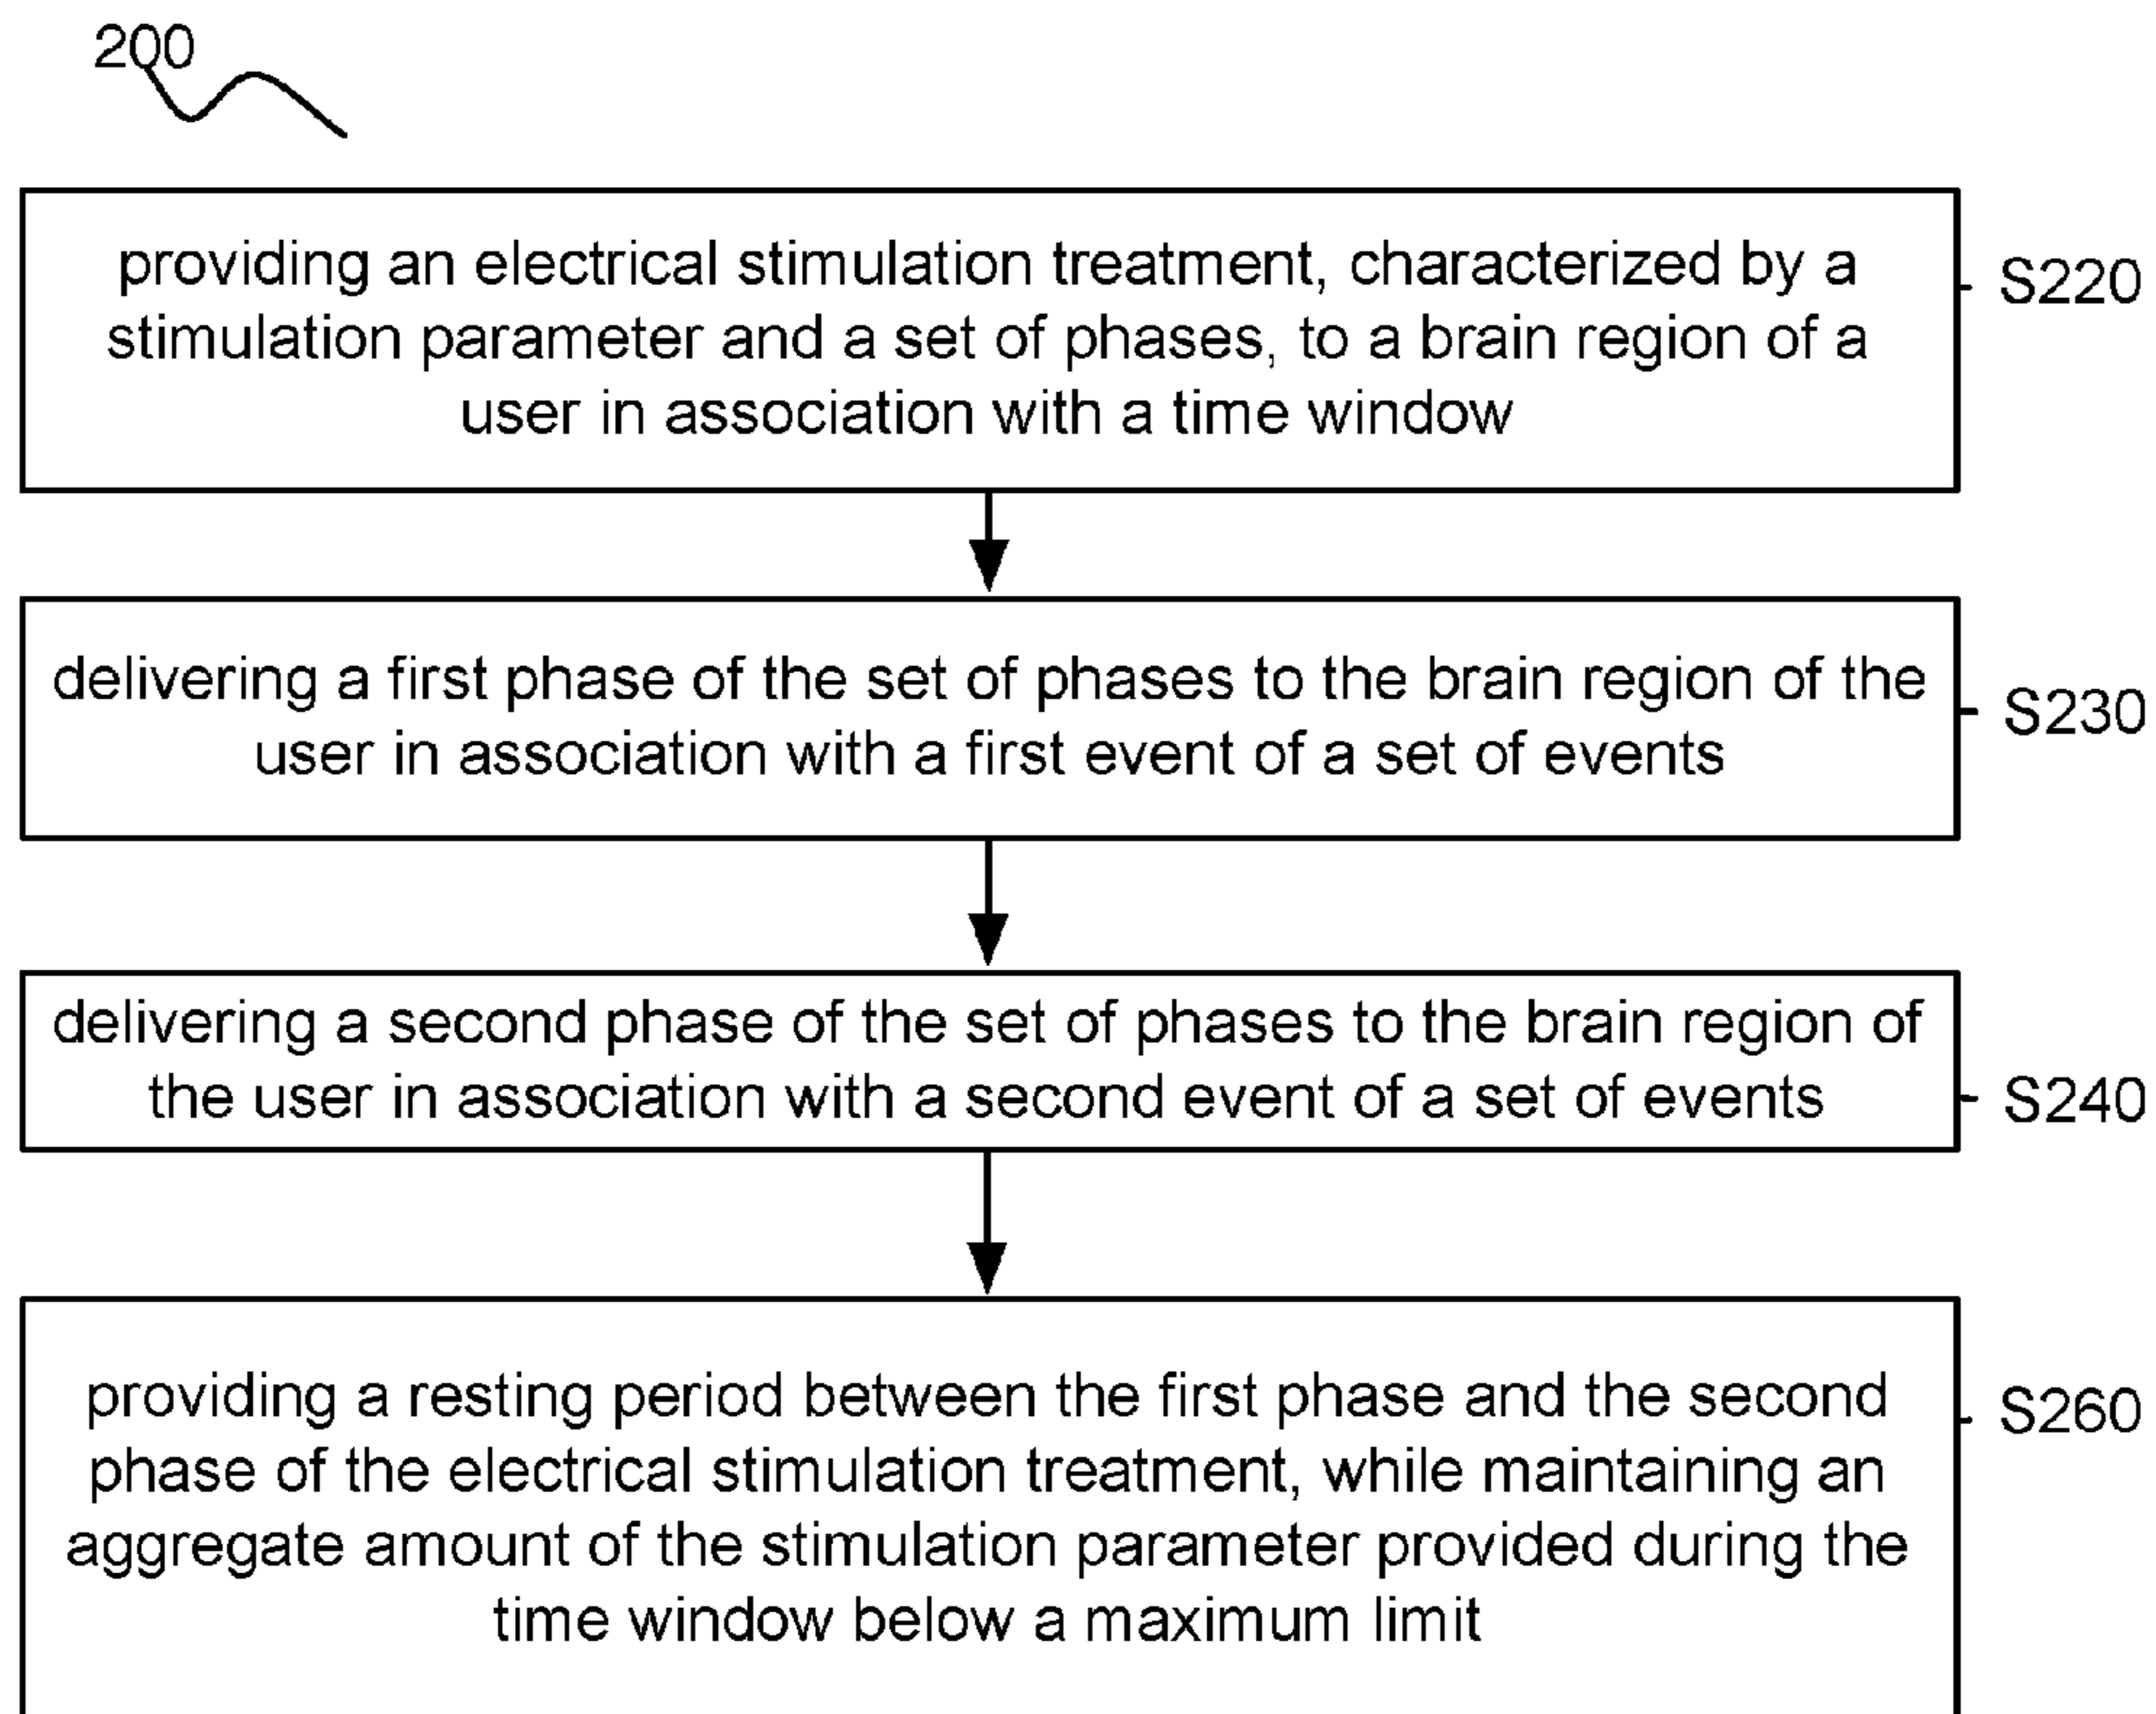 200
providing an electrical stimulation treatment, characterized by a
stimulation parameter and a set of phases, to a brain region of a
user in association with a time window
S220
delivering a first phase of the set of phases to the brain region of the
user in association with a first event of a set of events
S230
delivering a second phase of the set of phases to the brain region of
the user in association with a second event of a set of events
S240
providing a resting period between the first phase and the second
phase of the electrical stimulation treatment, while maintaining an
aggregate amount of the stimulation parameter provided during the
time window below a maximum limit
S260